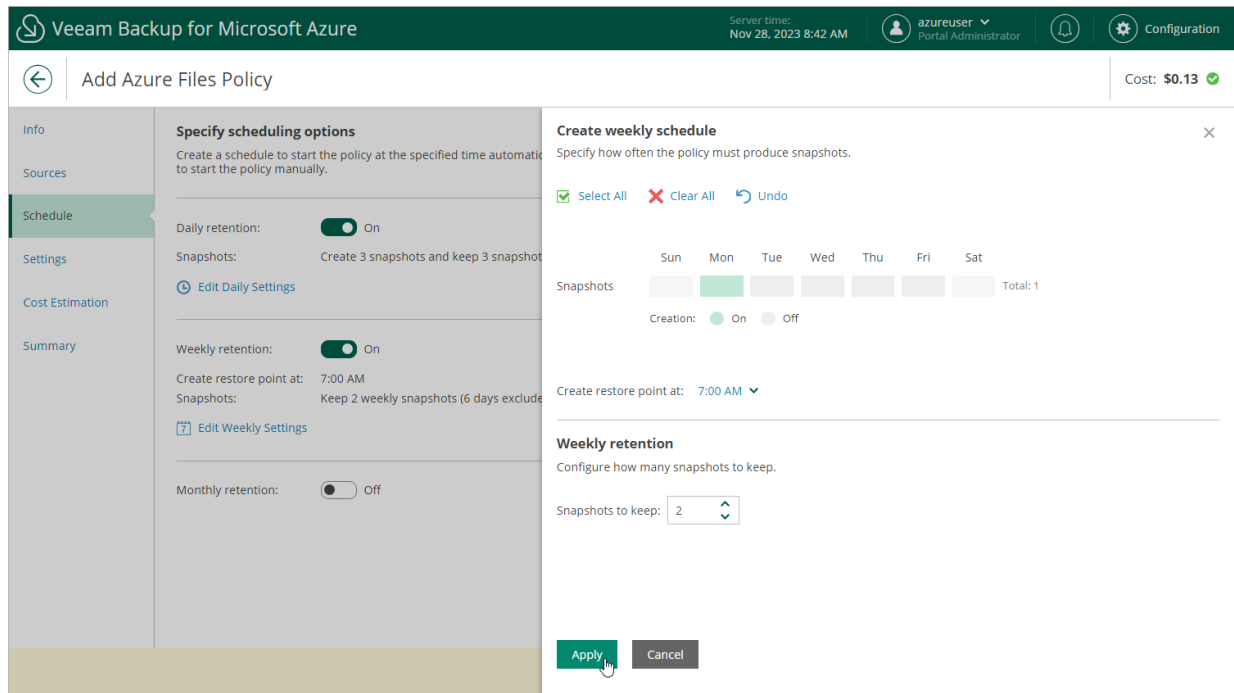 Veeam Backup for Microsoft Azure
Server time:
Nov 28, 2023 8:42 AM
azureuser
Portal Administrator
Configuration
Add Azure Files Policy
Cost: $0.13
Info
Sources
Schedule
Settings
Cost Estimation
Summary
Specify scheduling options
Create a schedule to start the policy at the specified time
to start the policy manually.
Daily retention: On
Snapshots: Create 3 snapshots and keep 3
Edit Daily Settings
Weekly retention: On
Create restore point at: 7:00 AM
Snapshots: Keep 2 weekly snapshots (6 days
7 Edit Weekly Settings
Monthly retention: Off
Create weekly schedule
Specify how often the policy must produce snapshots.
Select All Clear All Undo
Sun Mon Tue Wed Thu Fri Sat
Snapshots Total: 1
Creation: On Off
Create restore point at: 7:00 AM
Weekly retention
Configure how many snapshots to keep.
Snapshots to keep: 2
Apply Cancel